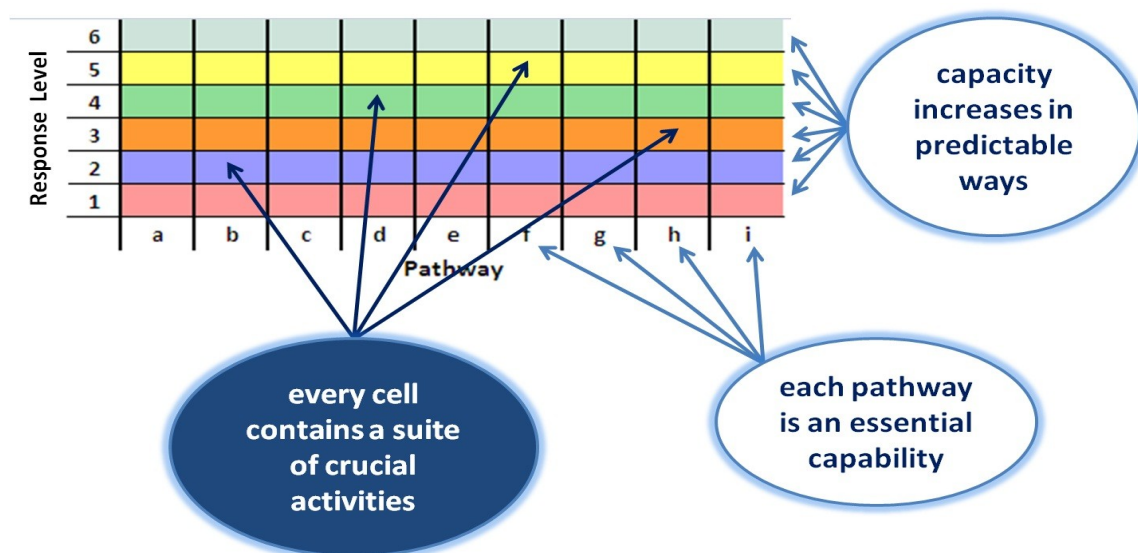 Response Level
6
5
4
3
2
1
a b c d e f g h i
Pathway
capacity
increases in
predictable
ways
every cell
contains a suite
of crucial
activities
each pathway
is an essential
capability